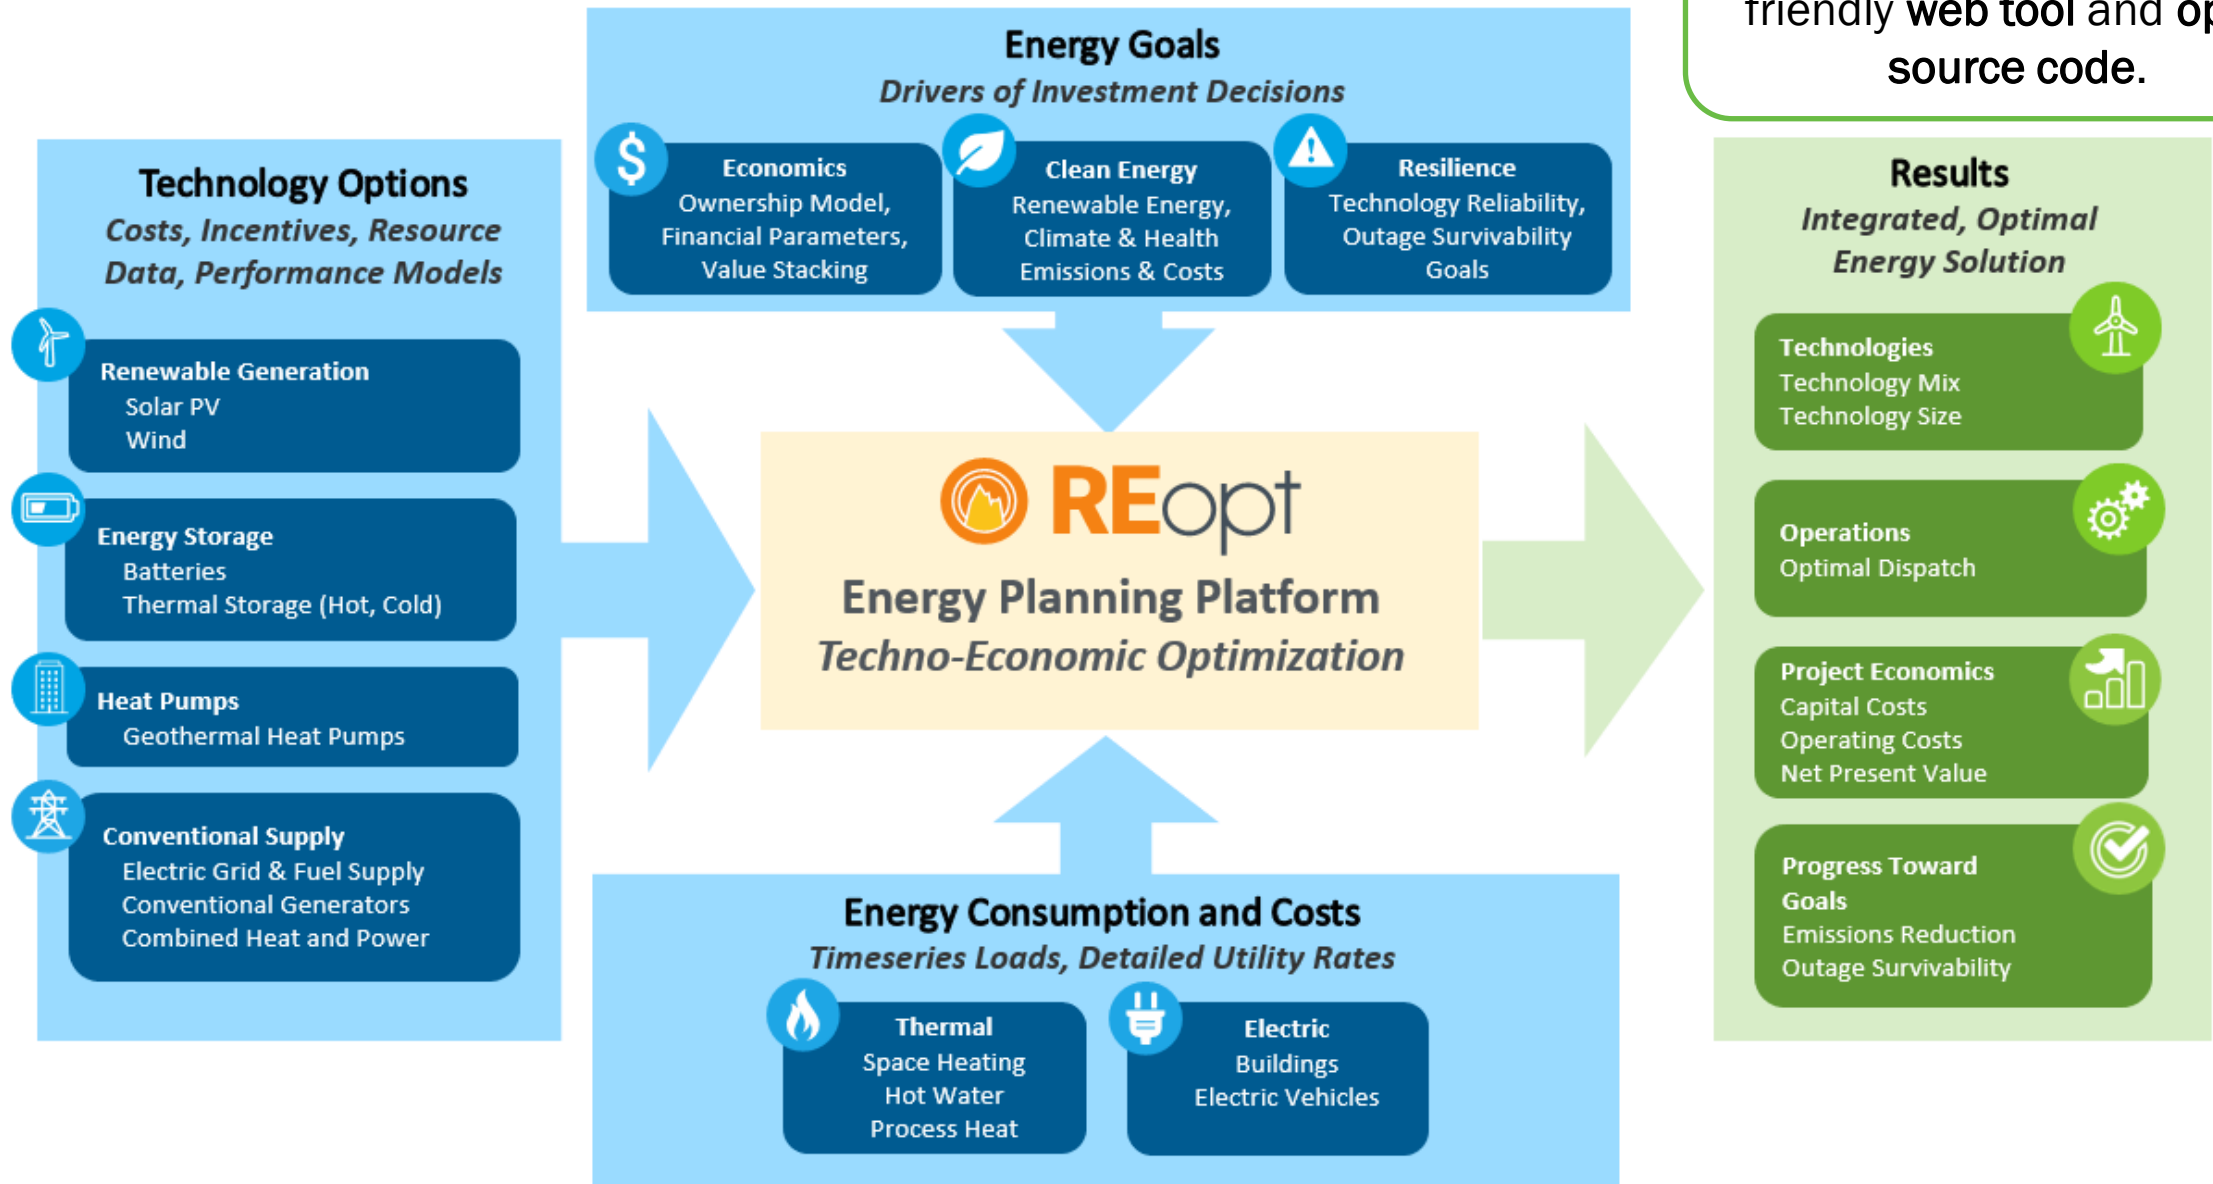 friendly web tool and
source code.
Energy Goals
Drivers of Investment Decisions
Economics
Ownership Model,
Financial Parameters,
Value Stacking
Clean Energy
Renewable Energy,
Climate & Health
Emissions & Costs
Resilience
Technology Reliability,
Outage Survivability
Goals
Technology Options
Costs, Incentives, Resource
Data, Performance Models
Renewable Generation
Solar PV
Wind
Energy Storage
Batteries
Thermal Storage (Hot, Cold)
Heat Pumps
Geothermal Heat Pumps
Conventional Supply
Electric Grid & Fuel Supply
Conventional Generators
Combined Heat and Power
REopt
Energy Planning Platform
Techno-Economic Optimization
Energy Consumption and Costs
Timeseries Loads, Detailed Utility Rates
Thermal
Space Heating
Hot Water
Process Heat
Electric
Buildings
Electric Vehicles
Results
Integrated, Optimal
Energy Solution
Technologies
Technology Mix
Technology Size
Operations
Optimal Dispatch
Project Economics
Capital Costs
Operating Costs
Net Present Value
Progress Toward
Goals
Emissions Reduction
Outage Survivability